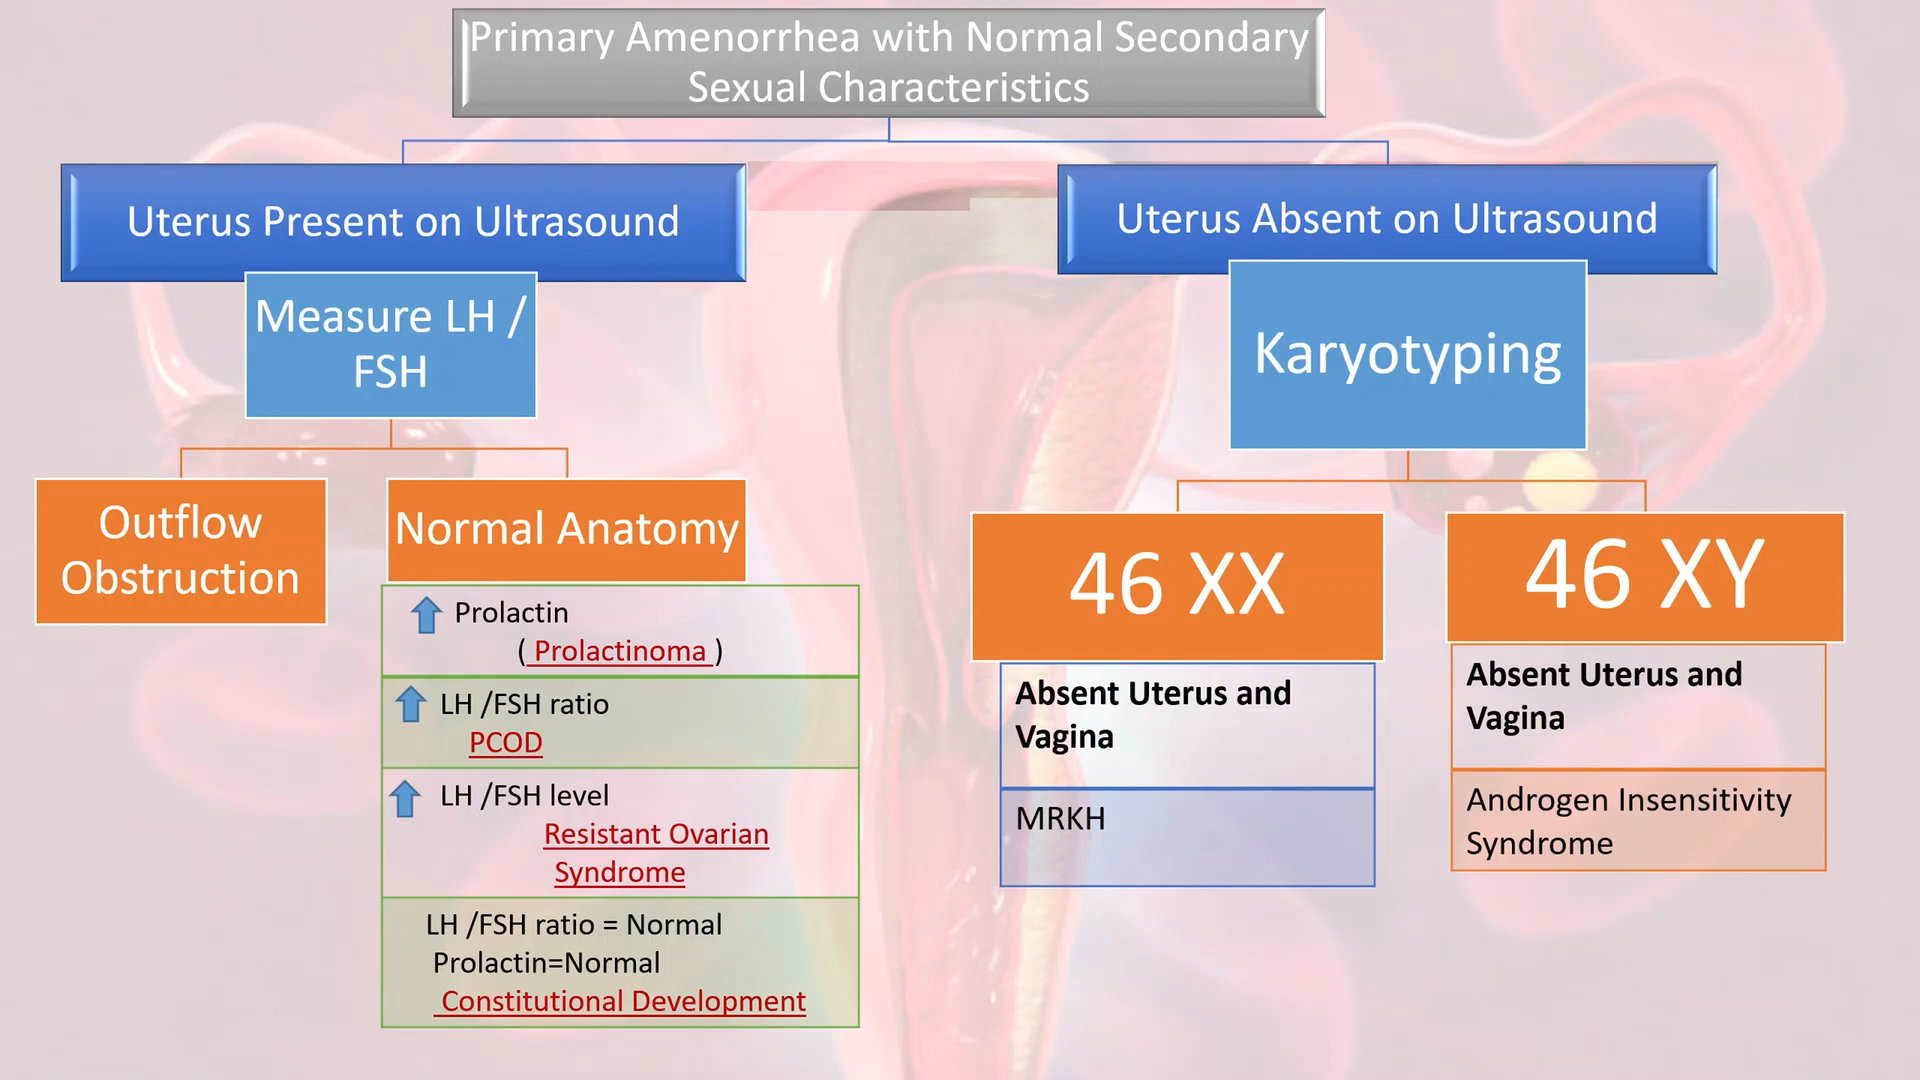 Primary Amenorrhea with Normal Secondary
Sexual Characteristics
Uterus Present on Ultrasound
Measure LH /
FSH
Outflow
Obstruction
Normal Anatomy
Prolactin
( Prolactinoma )
LH /FSH ratio
PCOD
LH /FSH level
Resistant Ovarian
Syndrome
LH /FSH ratio = Normal
Prolactin=Normal
Constitutional Development
Uterus Absent on Ultrasound
Karyotyping
46 XX
Absent Uterus and
Vagina
MRKH
46 XY
Absent Uterus and
Vagina
Androgen Insensitivity
Syndrome